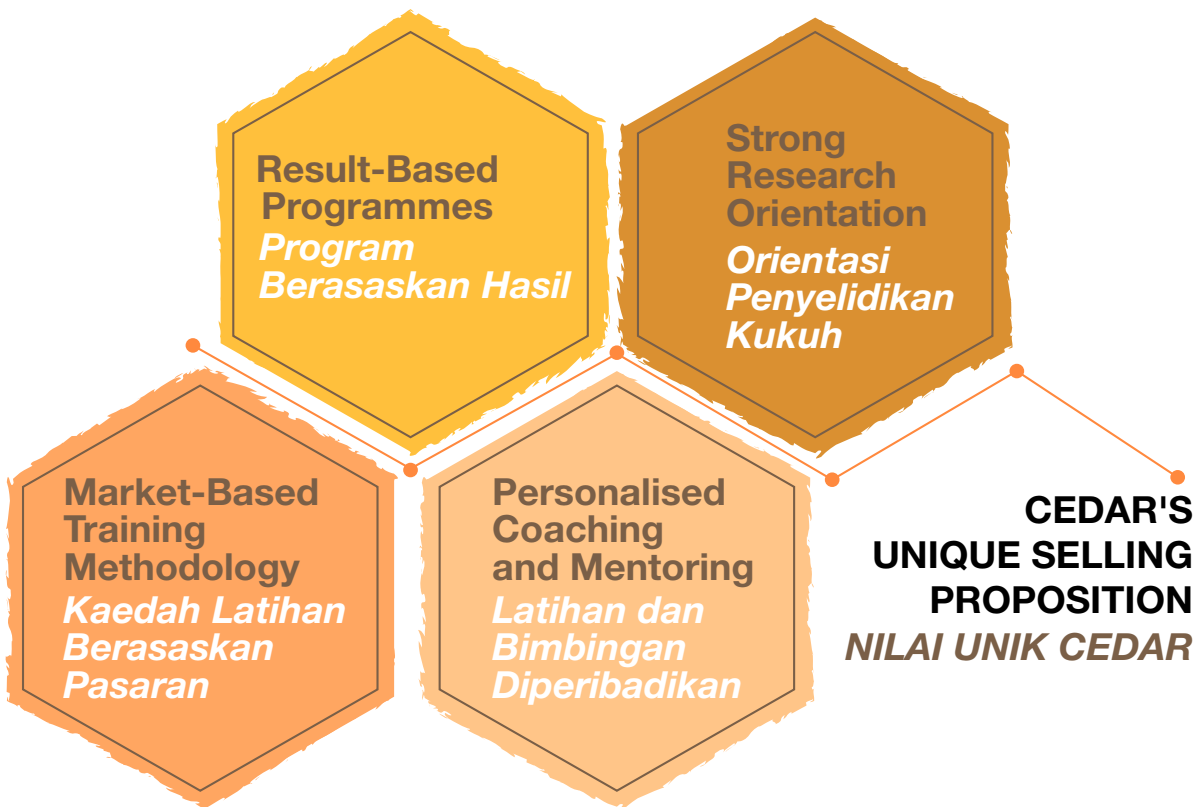 Result-Based
Programmes
Program
Berasaskan Hasil
Strong
Research
Orientation
Orientasi
Penyelidikan
Kukuh
Market-Based
Training
Methodology
Kaedah Latihan
Berasaskan
Pasaran
Personalised
Coaching
and Mentoring
Latihan dan
Bimbingan
Diperibadikan
CEDAR'S
UNIQUE SELLING
PROPOSITION
NILAI UNIK CEDAR